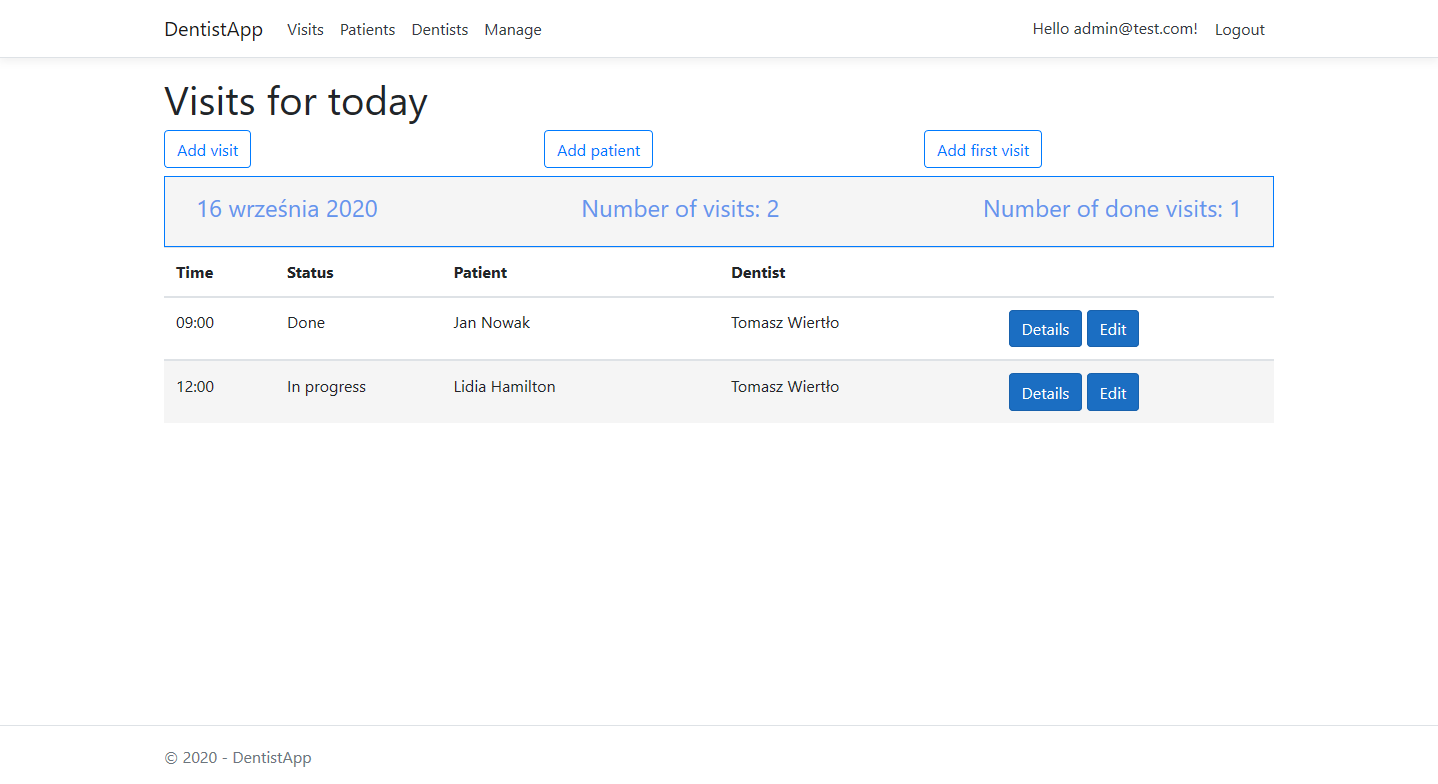 DentistApp Visits Patients Dentists Manage Hello admin@test.com! Logout
Visits for today
Add visit Add patient Add first visit
16 września 2020 Number of visits: 2 Number of done visits: 1
Time Status Patient Dentist
09:00 Done Jan Nowak Tomasz Wiertło Details Edit
12:00 In progress Lidia Hamilton Tomasz Wiertło Details Edit
© 2020 - DentistApp